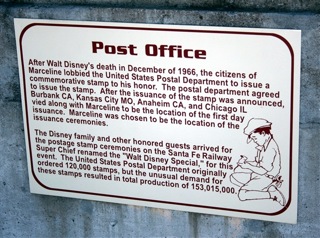 Post Office
After Walt Disney's death in December of 1966, the citizens of
Marceline lobbied the United States Postal Department to issue a
commemorative stamp to his honor. The postal department agreed
to issue the stamp. After the issuance of the stamp was announced,
Burbank CA, Kansas City MO, Anaheim CA, and Chicago IL
vied along with Marceline to be the location of the first day
issuance. Marceline was chosen to be the location of the
issuance ceremonies.
The Disney family and other honored guests arrived for
the postage stamp ceremonies on the Santa Fe Railway
Super Chief renamed the "Walt Disney Special," for this
event. The United States Postal Department originally
ordered 120,000 stamps, but the unusual demand for
these stamps resulted in total production of 153,015,000.